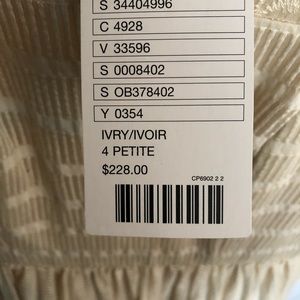 S 34404996
C 4928
V 33596
S 0008402
S OB378402
Y 0354
IVRY/IVOIR
4 PETITE
$228.00
CP6902 2 2